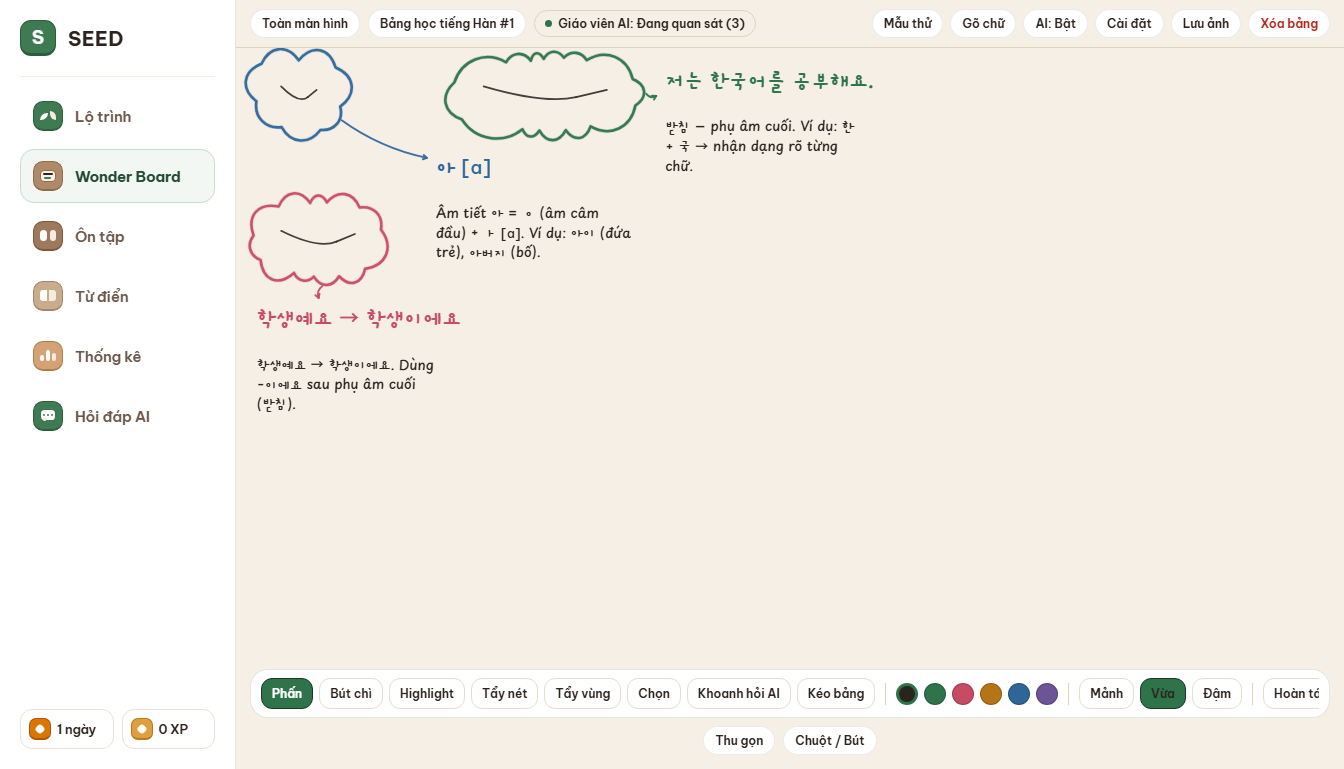 S SEED
Lộ trình
Wonder Board
Ôn tập
Từ điển
Thống kê
Hỏi đáp AI
1 ngày
0 XP
Toàn màn hình
Bảng học tiếng Hàn #1
Giáo viên AI: Đang quan sát (3)
Mẫu thử
Gõ chữ
AI: Bật
Cài đặt
Lưu ảnh
Xóa bảng
저는 한국어를 공부해요.
받침 — phụ âm cuối. Ví dụ: 한
+ 국 → nhận dạng rõ từng
chữ.
아 [a]
Âm tiết 아 = ㅇ (âm câm
đầu) + ㅏ [a]. Ví dụ: 아이 (đứa
trẻ), 아버지 (bố).
학생예요 → 학생이에요
학생예요 → 학생이에요. Dùng
-이에요 sau phụ âm cuối
(받침).
Phấn
Bút chì
Highlight
Tẩy nét
Tẩy vùng
Chọn
Khoanh hỏi AI
Kéo bảng
Mảnh
Vừa
Đậm
Hoàn tá
Thu gọn
Chuột / Bút